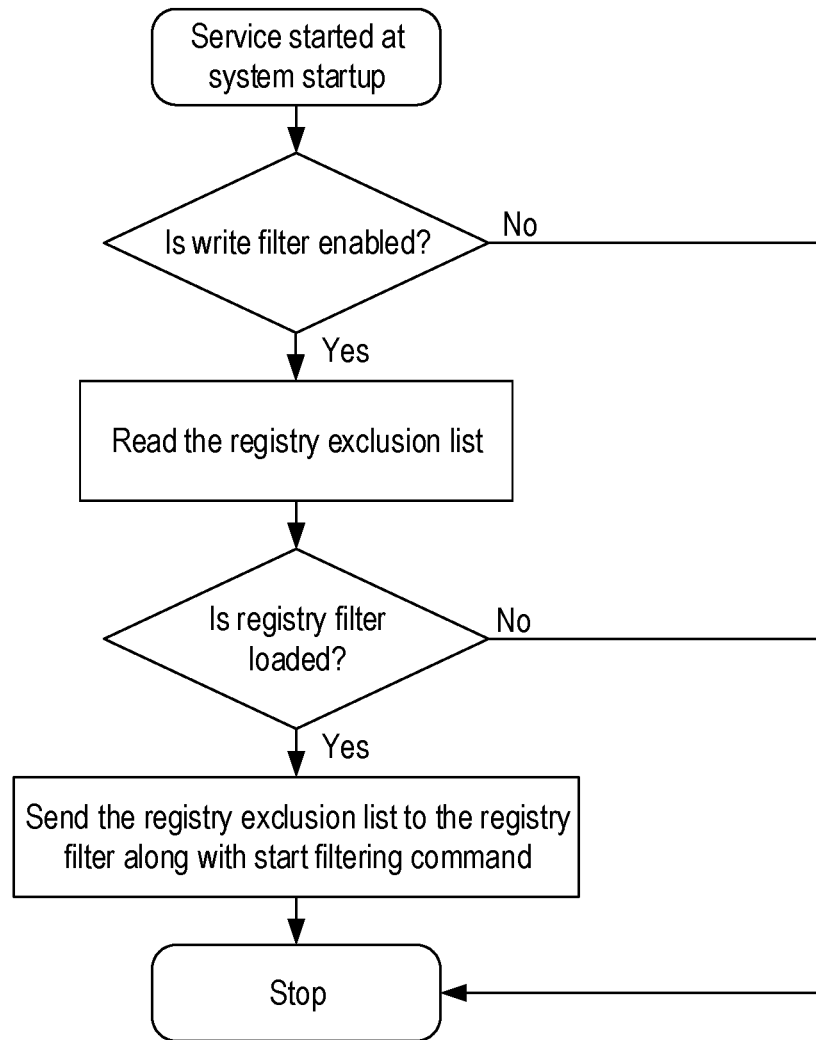 Service started at
system startup
Is write filter enabled?
No
Yes
Read the registry exclusion list
Is registry filter
loaded?
No
Yes
Send the registry exclusion list to the registry
filter along with start filtering command
Stop